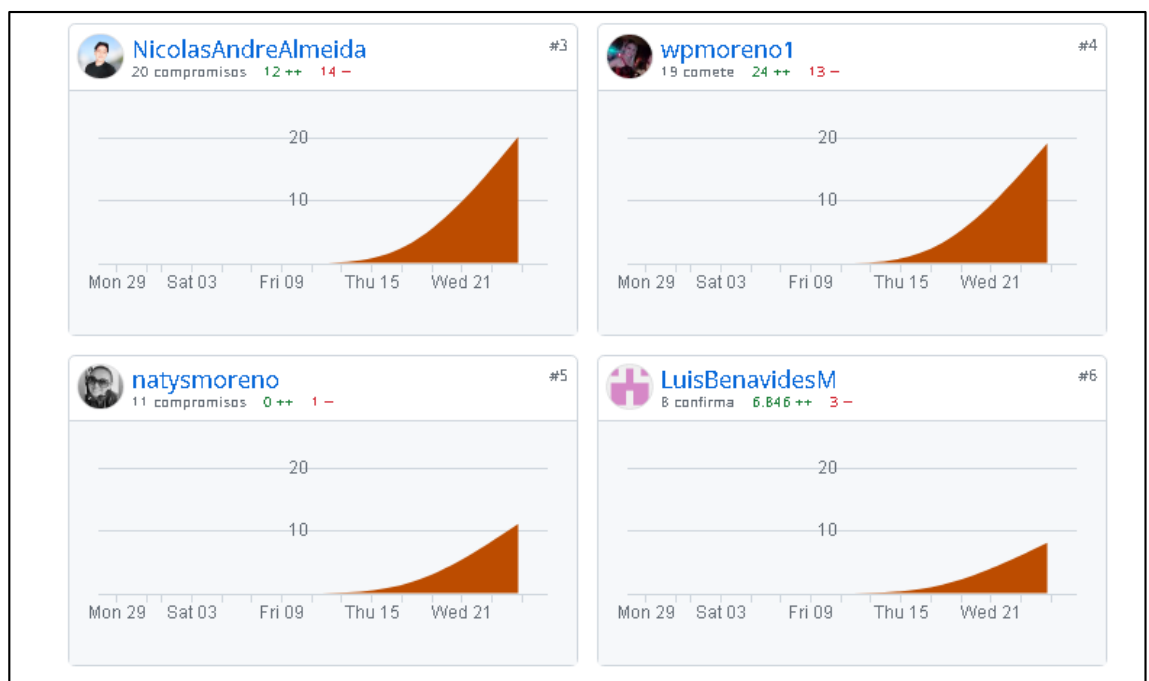 NicolasAndreAlmeida #3
20 compromisos 12 ++ 14 −
20
10
Mon 29 Sat 03 Fri 09 Thu 15 Wed 21
wpmoreno1 #4
19 comete 24 ++ 13 −
20
10
Mon 29 Sat 03 Fri 09 Thu 15 Wed 21
natysmoreno #5
11 compromisos 0 ++ 1 −
20
10
Mon 29 Sat 03 Fri 09 Thu 15 Wed 21
LuisBenavidesM #6
8 confirma 6.846 ++ 3 −
20
10
Mon 29 Sat 03 Fri 09 Thu 15 Wed 21